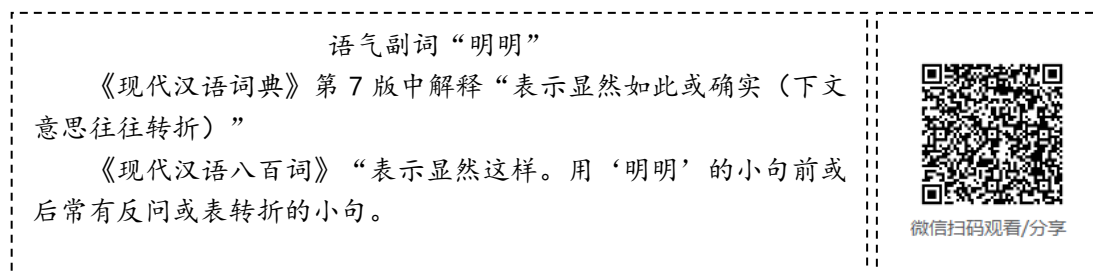 语气副词“明明”
《现代汉语词典》第 7 版中解释“表示显然如此或确实（下文
意思往往转折）”
《现代汉语八百词》“表示显然这样。用‘明明’的小句前或
后常有反问或表转折的小句。
微信扫码观看/分享